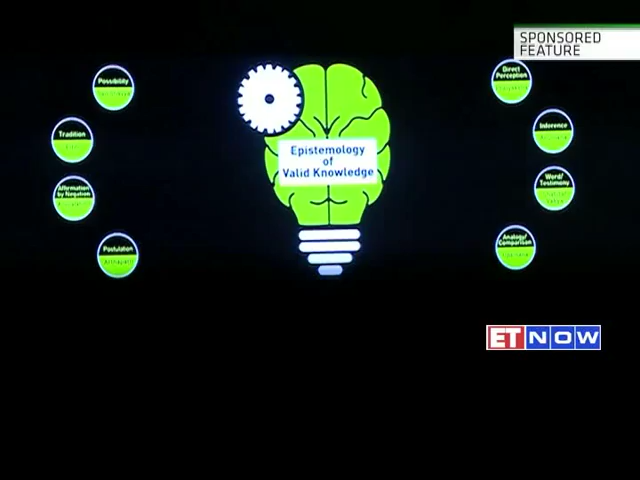 SPONSORED
FEATURE
Possibility
Direct
Perception
Tradition
Inference
Epistemology
of
Valid Knowledge
Affirmation
by Negation
Word/
Testimony
Postulation
Arthapatti
Analogy/
Comparison
ET NOW